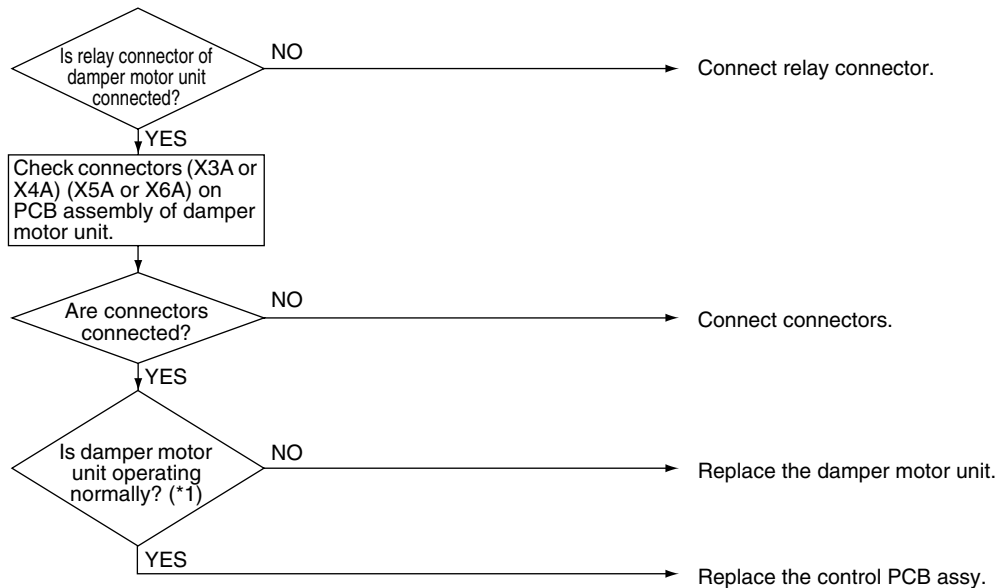 Is relay connector of
damper motor unit
connected?
NO
Connect relay connector.
YES
Check connectors (X3A or
X4A) (X5A or X6A) on
PCB assembly of damper
motor unit.
Are connectors
connected?
NO
Connect connectors.
YES
Is damper motor
unit operating
normally? (*1)
NO
Replace the damper motor unit.
YES
Replace the control PCB assy.